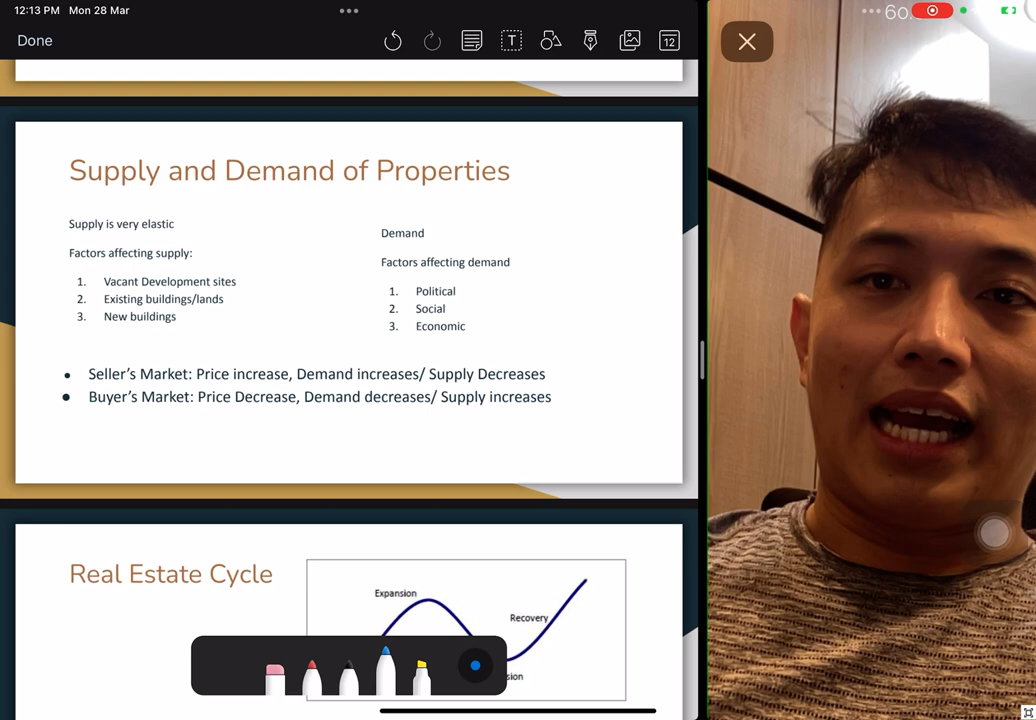 12:13 PM Mon 28 Mar
Done
T
12
Supply and Demand of Properties
Supply is very elastic
Factors affecting supply:
1. Vacant Development sites
2. Existing buildings/lands
3. New buildings
Demand
Factors affecting demand
1. Political
2. Social
3. Economic
• Seller's Market: Price increase, Demand increases/ Supply Decreases
• Buyer's Market: Price Decrease, Demand decreases/ Supply increases
Real Estate Cycle
Expansion
Recovery